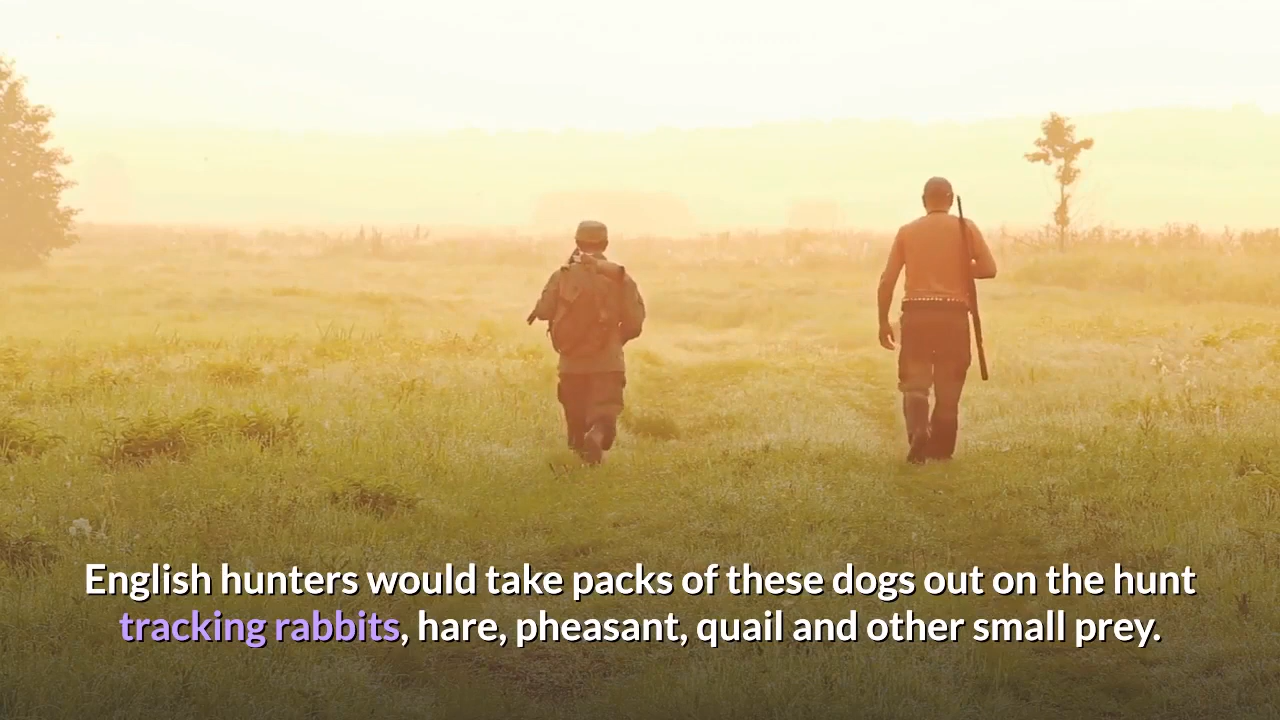 English hunters would take packs of these dogs out on the hunt
tracking rabbits, hare, pheasant, quail and other small prey.